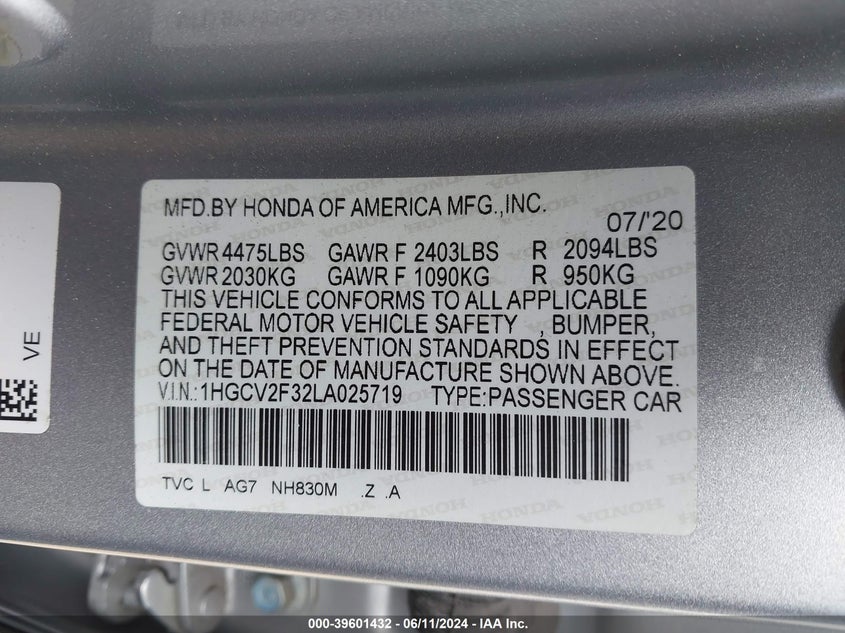 MFD.BY HONDA OF AMERICA MFG.,INC.
07/'20
GVWR 4475LBS GAWR F 2403LBS R 2094LBS
GVWR 2030KG GAWR F 1090KG R 950KG
THIS VEHICLE CONFORMS TO ALL APPLICABLE
FEDERAL MOTOR VEHICLE SAFETY , BUMPER,
AND THEFT PREVENTION STANDARDS IN EFFECT
ON THE DATE OF MANUFACTURE SHOWN ABOVE.
V.I.N.:1HGCV2F32LA025719 TYPE:PASSENGER CAR
TVC L AG7 NH830M .Z .A
VE
000-39601432 - 06/11/2024 - IAA Inc.